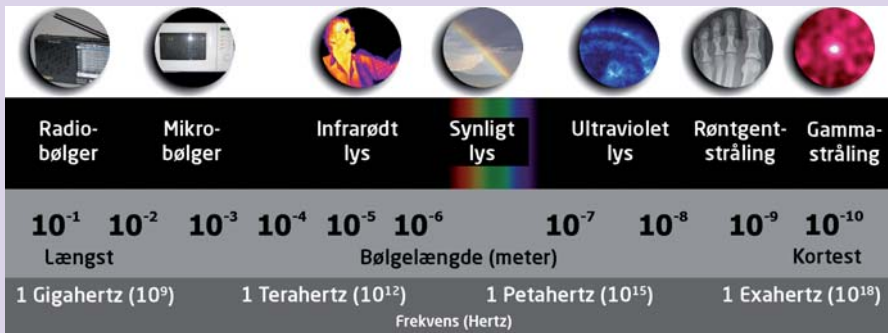 Radio-
bølger
Mikro-
bølger
Infrarødt
lys
Synligt
lys
Ultraviolet
lys
Røntgent-
stråling
Gamma-
stråling
10⁻¹ 10⁻² 10⁻³ 10⁻⁴ 10⁻⁵ 10⁻⁶ 10⁻⁷ 10⁻⁸ 10⁻⁹ 10⁻¹⁰
Længst Bølgelængde (meter) Kortest
1 Gigahertz (10⁹) 1 Terahertz (10¹²) 1 Petahertz (10¹⁵) 1 Exahertz (10¹⁸)
Frekvens (Hertz)